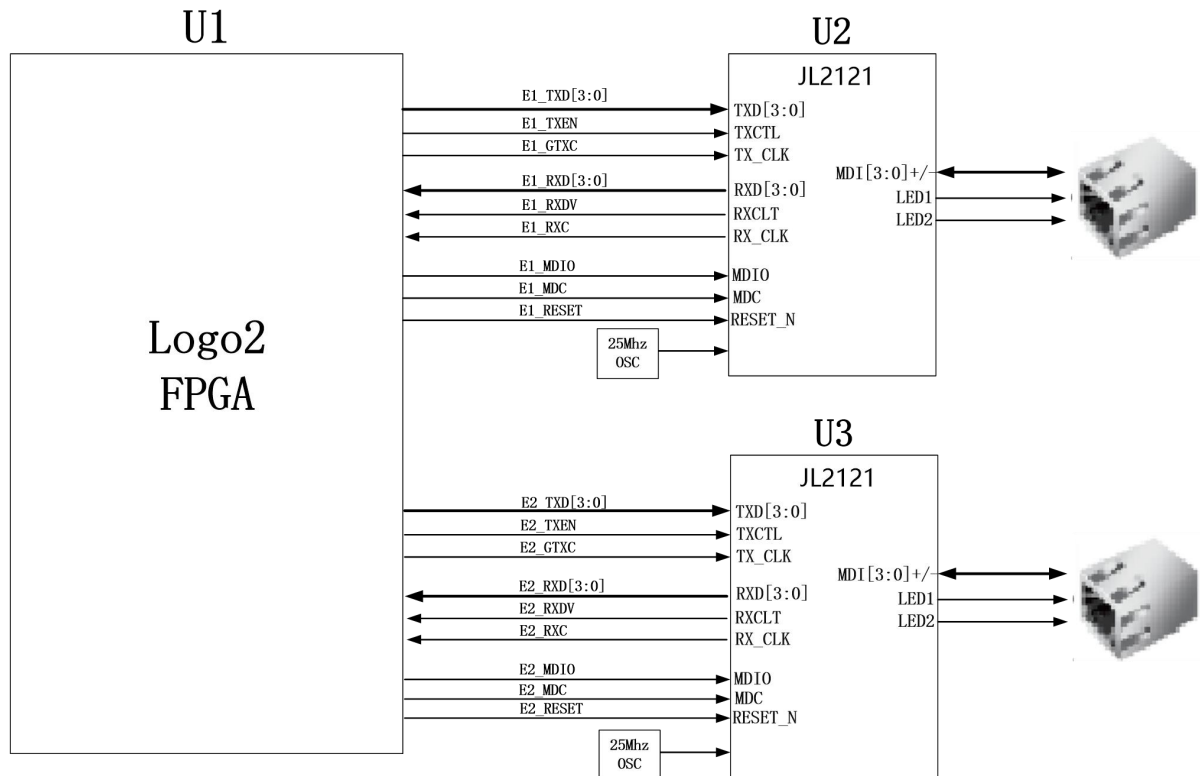 U1
Logo2
FPGA
E1_TXD[3:0]
E1_TXEN
E1_GTXC
E1_RXD[3:0]
E1_RXDV
E1_RXC
E1_MDIO
E1_MDC
E1_RESET
25Mhz
OSC
U2
JL2121
TXD[3:0]
TXCTL
TX_CLK
RXD[3:0]
RXCLT
RX_CLK
MDIO
MDC
RESET_N
MDI[3:0]+/-
LED1
LED2
E2_TXD[3:0]
E2_TXEN
E2_GTXC
E2_RXD[3:0]
E2_RXDV
E2_RXC
E2_MDIO
E2_MDC
E2_RESET
25Mhz
OSC
U3
JL2121
TXD[3:0]
TXCTL
TX_CLK
RXD[3:0]
RXCLT
RX_CLK
MDIO
MDC
RESET_N
MDI[3:0]+/-
LED1
LED2